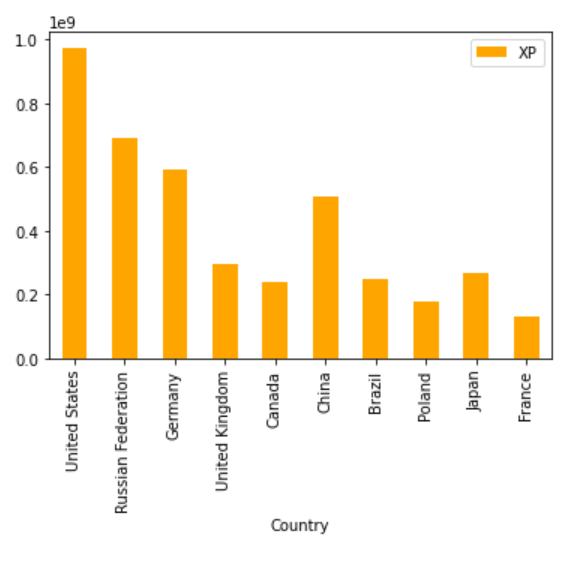 1e9
1.0
0.8
0.6
0.4
0.2
0.0
XP
United States
Russian Federation
Germany
United Kingdom
Canada
China
Brazil
Poland
Japan
France
Country